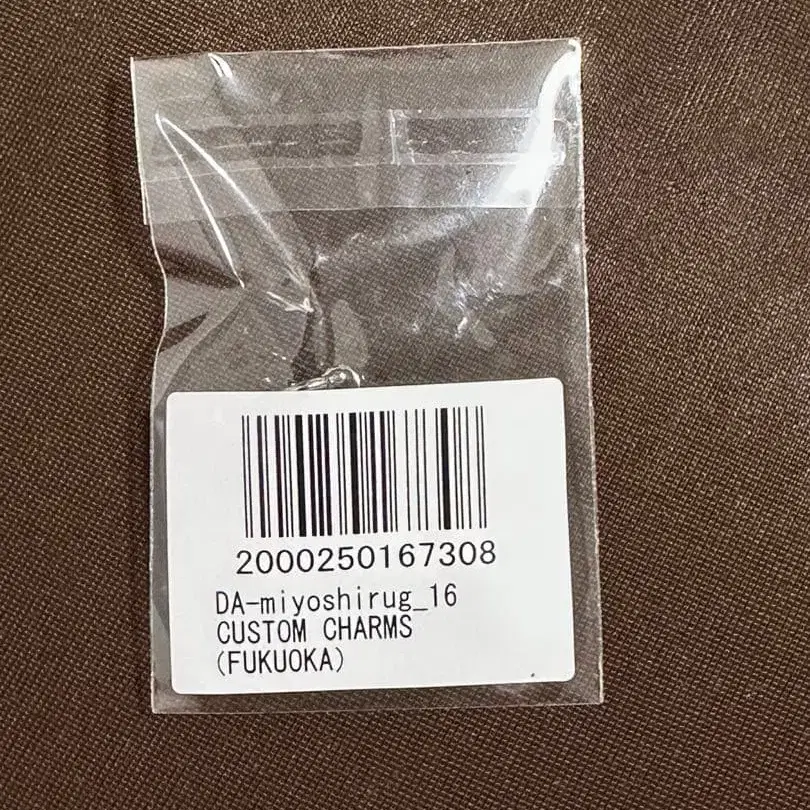 2000250167308
DA-miyoshirug_16
CUSTOM CHARMS
(FUKUOKA)